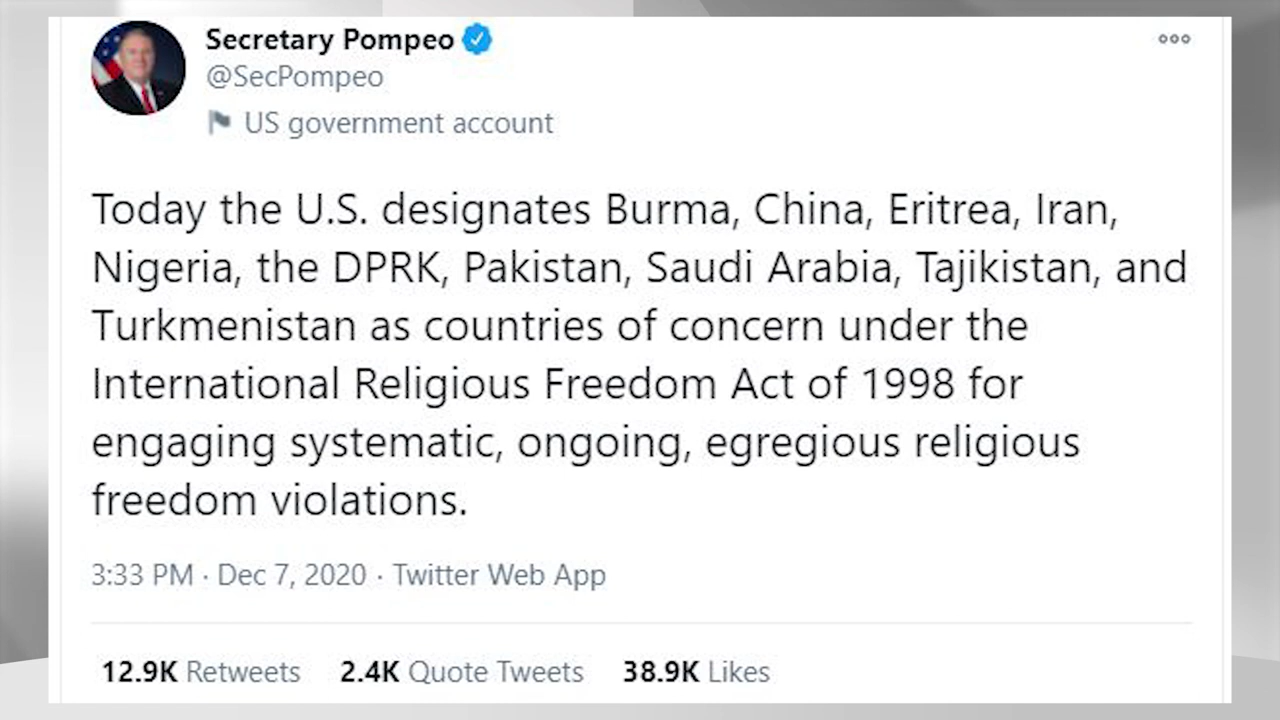 Secretary Pompeo
@SecPompeo
US government account
Today the U.S. designates Burma, China, Eritrea, Iran,
Nigeria, the DPRK, Pakistan, Saudi Arabia, Tajikistan, and
Turkmenistan as countries of concern under the
International Religious Freedom Act of 1998 for
engaging systematic, ongoing, egregious religious
freedom violations.
3:33 PM · Dec 7, 2020 · Twitter Web App
12.9K Retweets 2.4K Quote Tweets 38.9K Likes